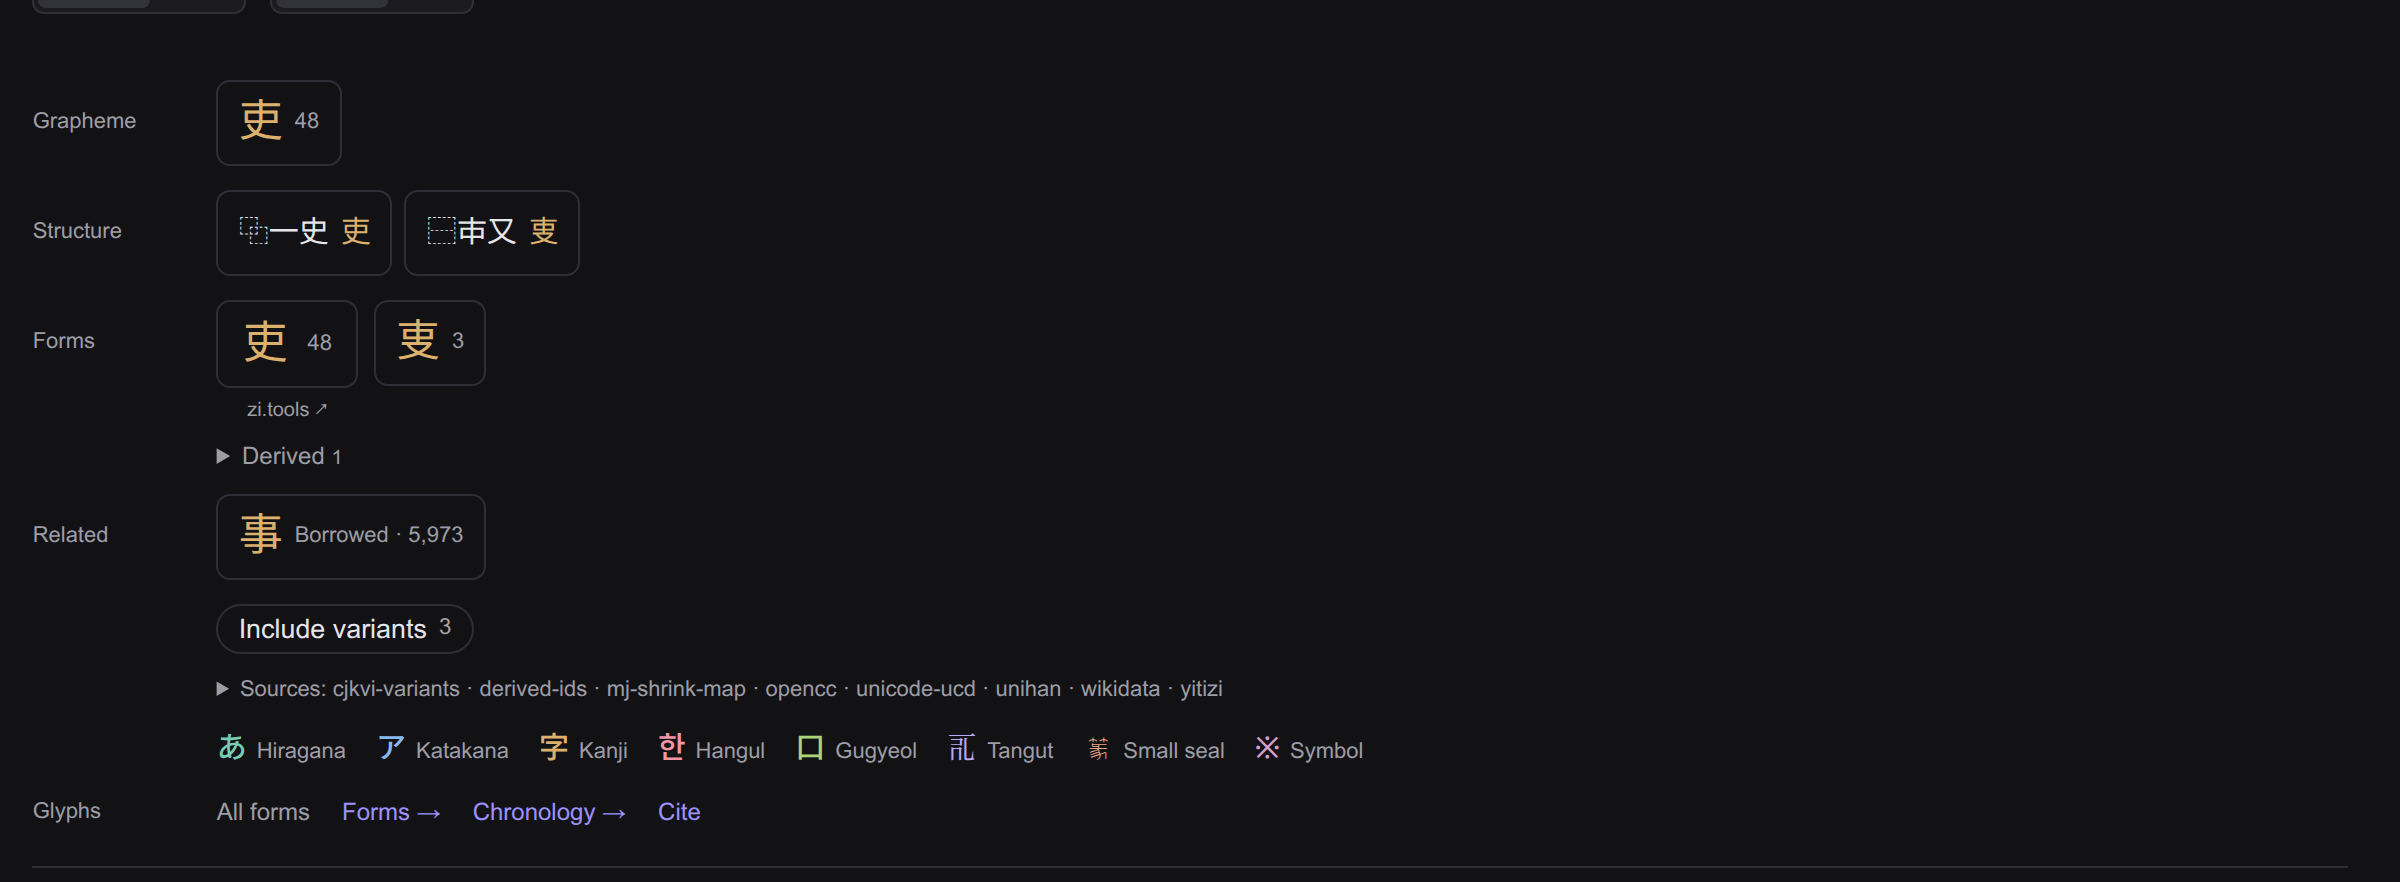 Grapheme 吏 48
Structure ⿻一史 吏 ⿱𠮛又 㕝
Forms 吏 48 3
zi.tools ↗
▶ Derived 1
Related 事 Borrowed · 5,973
Include variants 3
▶ Sources: cjkvi-variants · derived-ids · mj-shrink-map · opencc · unicode-ucd · unihan · wikidata · yitizi
あ Hiragana ア Katakana 字 Kanji 한 Hangul 口 Gugyeol Tangut 篆 Small seal ※ Symbol
Glyphs All forms Forms → Chronology → Cite